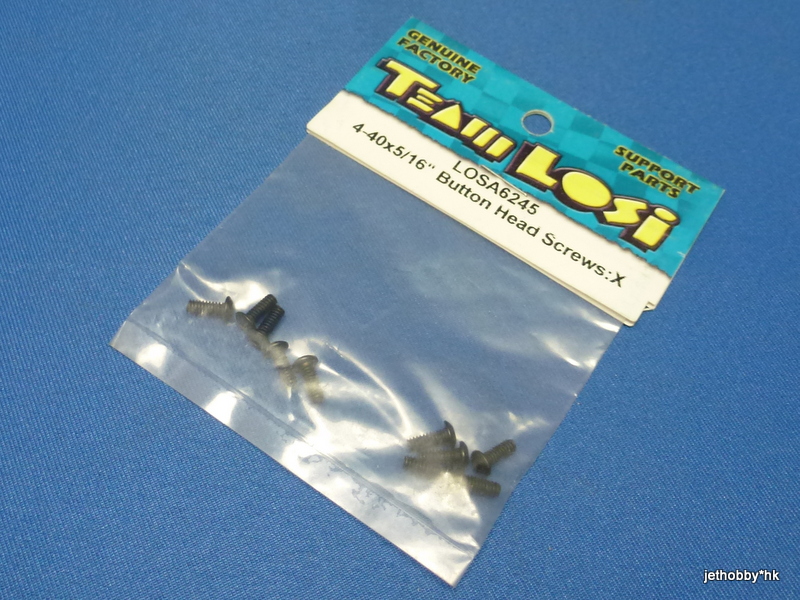 GENUINE
FACTORY
TEAM LOSI
SUPPORT
PARTS
LOSA6245
4-40x5/16" Button Head Screws:X
jethobby*hk